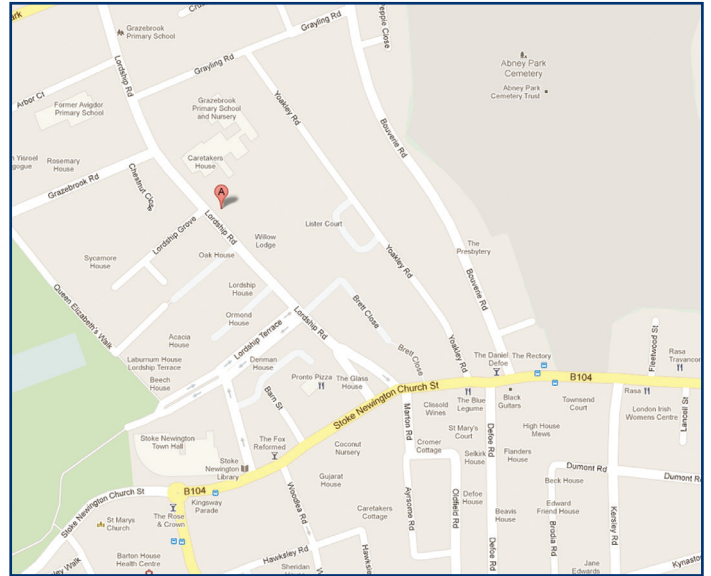 Park
Grazebrook
Primary School
Lordship Rd
Grayling Rd
Grayling Rd
Yoakley Rd
Bouverie Rd
Abney Park
Cemetery
Abney Park
Cemetery Trust
Arbor Ct
Former Avigdor
Primary School
Grazebrook
Primary School
and Nursery
Caretakers
House
Rosemary
House
Grazebrook Rd
A
Lordship Rd
Lordship Grove
Willow
Lodge
Lister Court
The
Presbytery
Oak House
Sycamore
House
Lordship
House
Yoakley Rd
Bouverie Rd
Queen Elizabeth's Walk
Ormond
House
Brett Close
Lordship Rd
Lordship Terrace
Acacia
House
Laburnum House
Lordship Terrace
Beech
House
Denman
House
Brett Close
Yoakley Rd
The Daniel
Defoe
The Rectory
Fleetwood St
Rasa
Pronto Pizza
The Glass
House
B104
Barn St
Stoke Newington Church St
Marton Rd
Clissold
Wines
The Blue
Legume
Black
Guitars
Townsend
Court
Rasa
London Irish
Womens Centre
Lancell St
Stoke Newington
Town Hall
The Fox
Reformed
Coconut
Nursery
Cromer
Cottage
St Mary's
Court
Defoe Rd
High House
Mews
Stoke
Newington
Library
Selkirk
House
Flanders
House
Dumont Rd
Dumont R
B104
Stoke Newington Church St
Kingsway
Parade
Gujarat
House
Woodlea Rd
Ayrsome Rd
Oldfield Rd
Defoe
House
Beck House
Edward
Friend House
Kersley Rd
St Marys
Church
The Rose
& Crown
Caretakers
Cottage
Beavis
House
Defoe Rd
Brodia Rd
Barton House
Health Centre
Hawksley Rd
Sheridan
Jane
Edwards
Kynasto